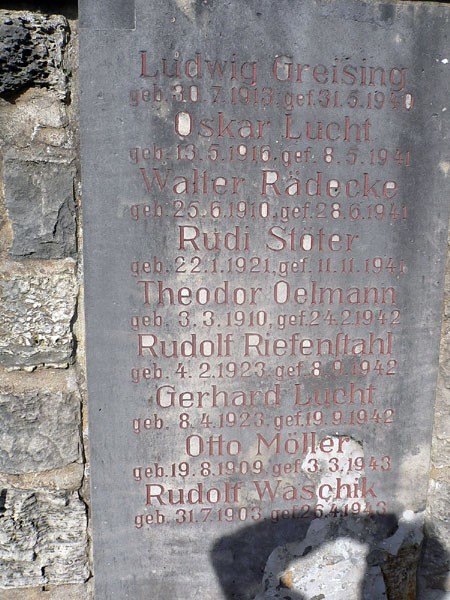 Ludwig Greising
geb. 30.7.1913, gef. 31.5.1940
Oskar Lucht
geb. 13.5.1916, gef. 8.5.1941
Walter Rädecke
geb. 25.6.1910, gef. 28.6.1941
Rudi Stöter
geb. 22.1.1921, gef. 11.11.1941
Theodor Oelmann
geb. 3.3.1910, gef. 24.2.1942
Rudolf Riefenſtahl
geb. 4.2.1923, gef. 8.9.1942
Gerhard Lucht
geb. 8.4.1923, gef. 19.9.1942
Otto Möller
geb. 19.8.1909, gef. 3.3.1943
Rudolf Waschik
geb. 31.7.1903, gef. 26.4.1943